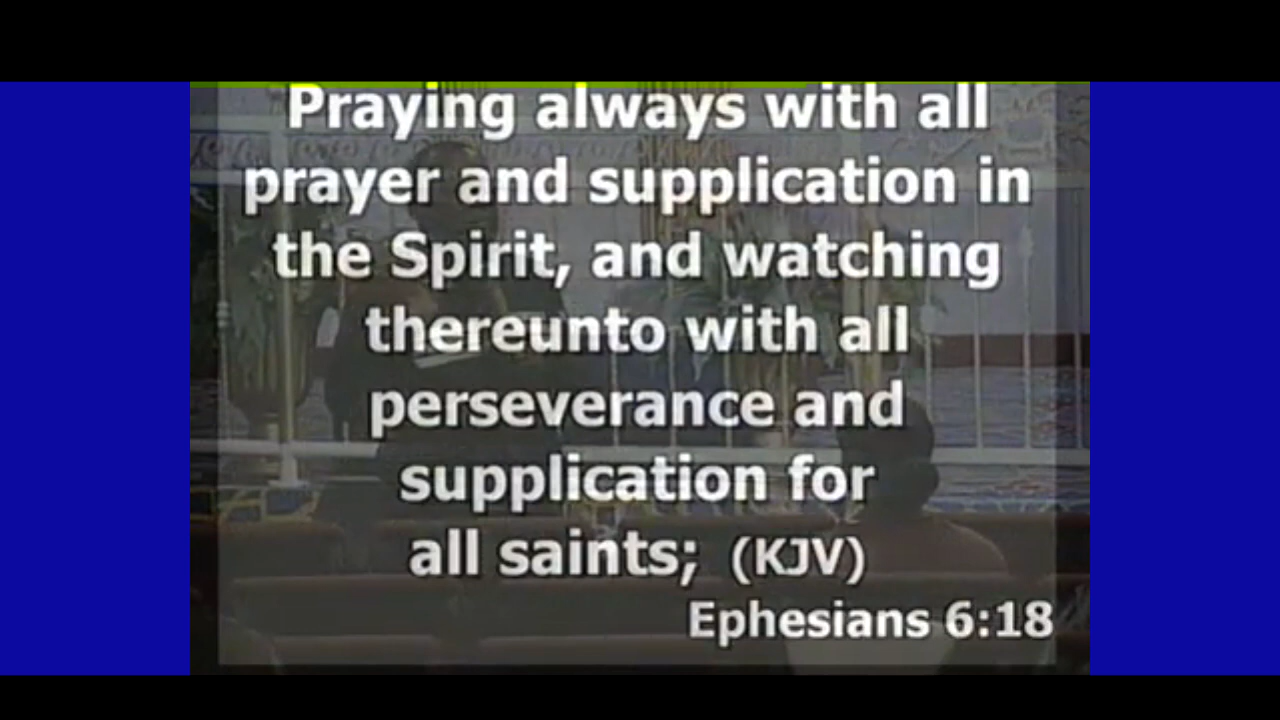 Praying always with all
prayer and supplication in
the Spirit, and watching
thereunto with all
perseverance and
supplication for
all saints; (KJV)
Ephesians 6:18